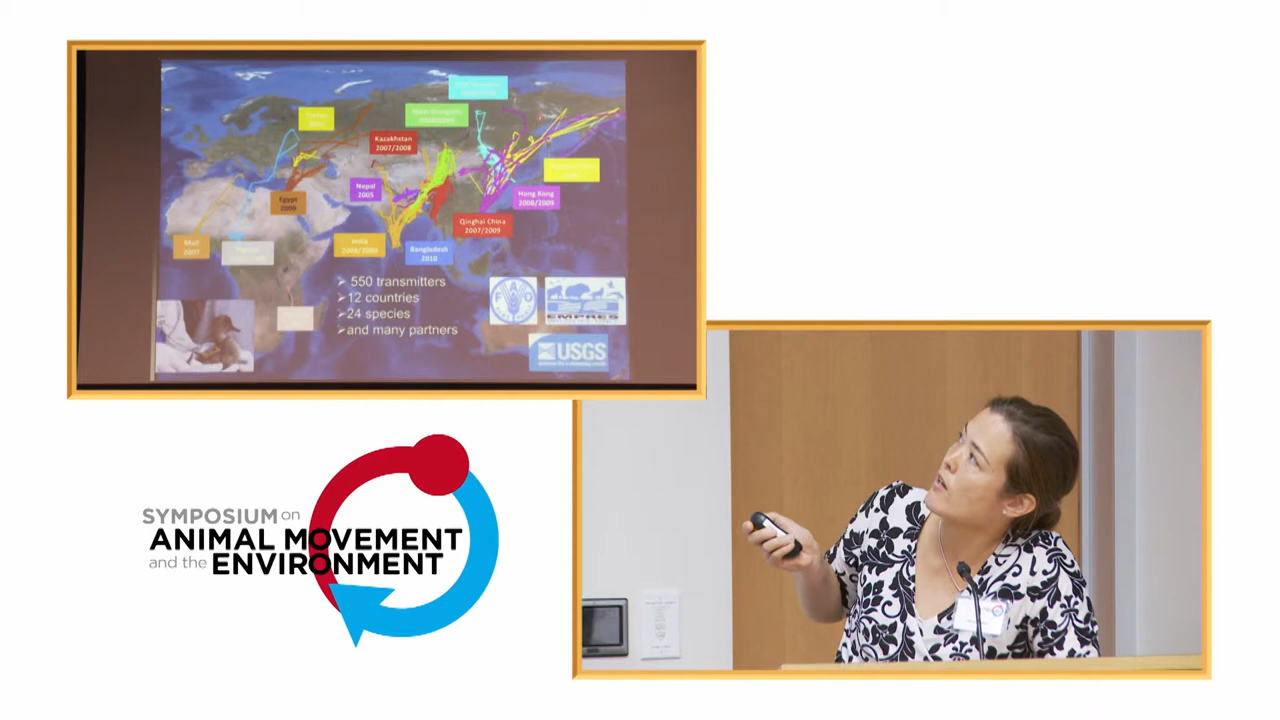 Kazakhstan
2007/2008
Nepal
2005
Egypt
2009
Hong Kong
2008/2009
Qinghai China
2007/2009
Mali
2007
India
Bangladesh
2010
➢ 550 transmitters
➢12 countries
➢24 species
➢and many partners
FAO
EMPRES
USGS
SYMPOSIUM on
ANIMAL MOVEMENT
and the ENVIRONMENT